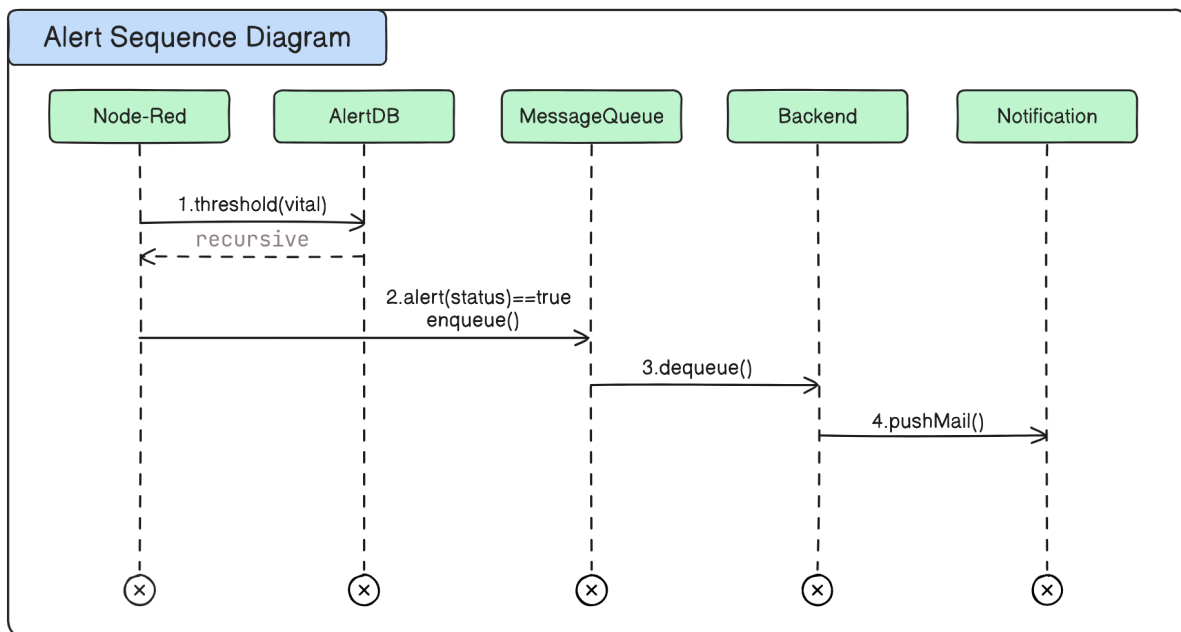 Alert Sequence Diagram
Node-Red
AlertDB
MessageQueue
Backend
Notification
1.threshold(vital)
recursive
2.alert(status)==true
enqueue()
3.dequeue()
4.pushMail()